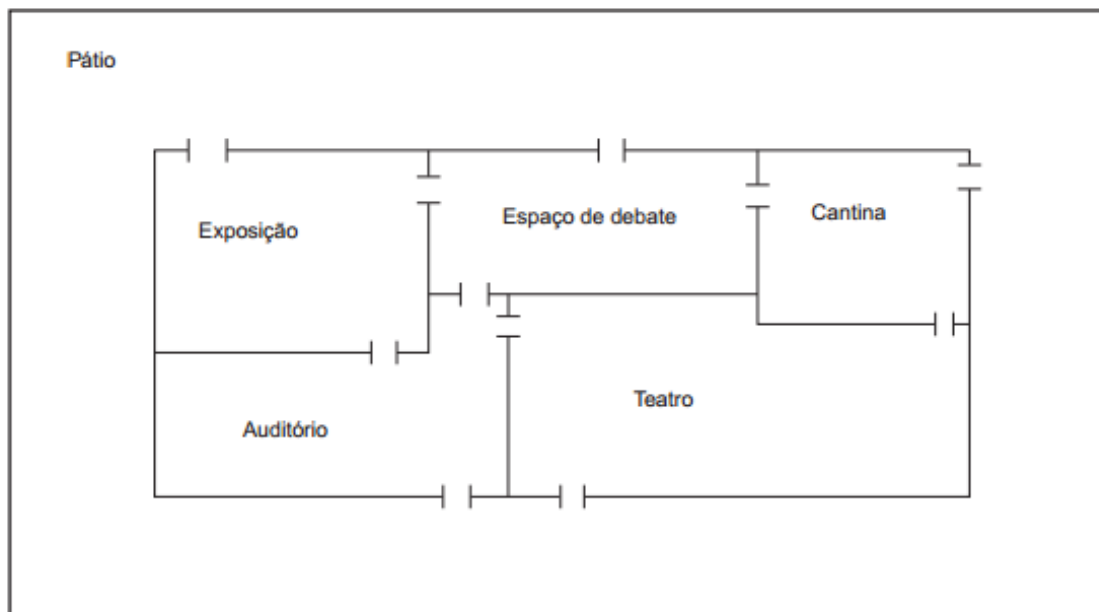 Pátio
Espaço de debate
Cantina
Exposição
Teatro
Auditório